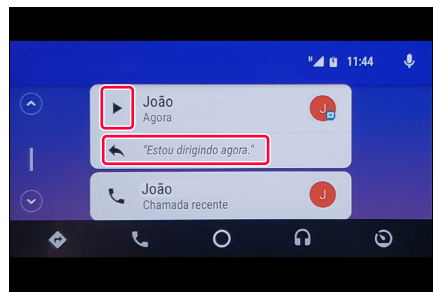 H 11:44
João
Agora
J
"Estou dirigindo agora."
João
Chamada recente
J